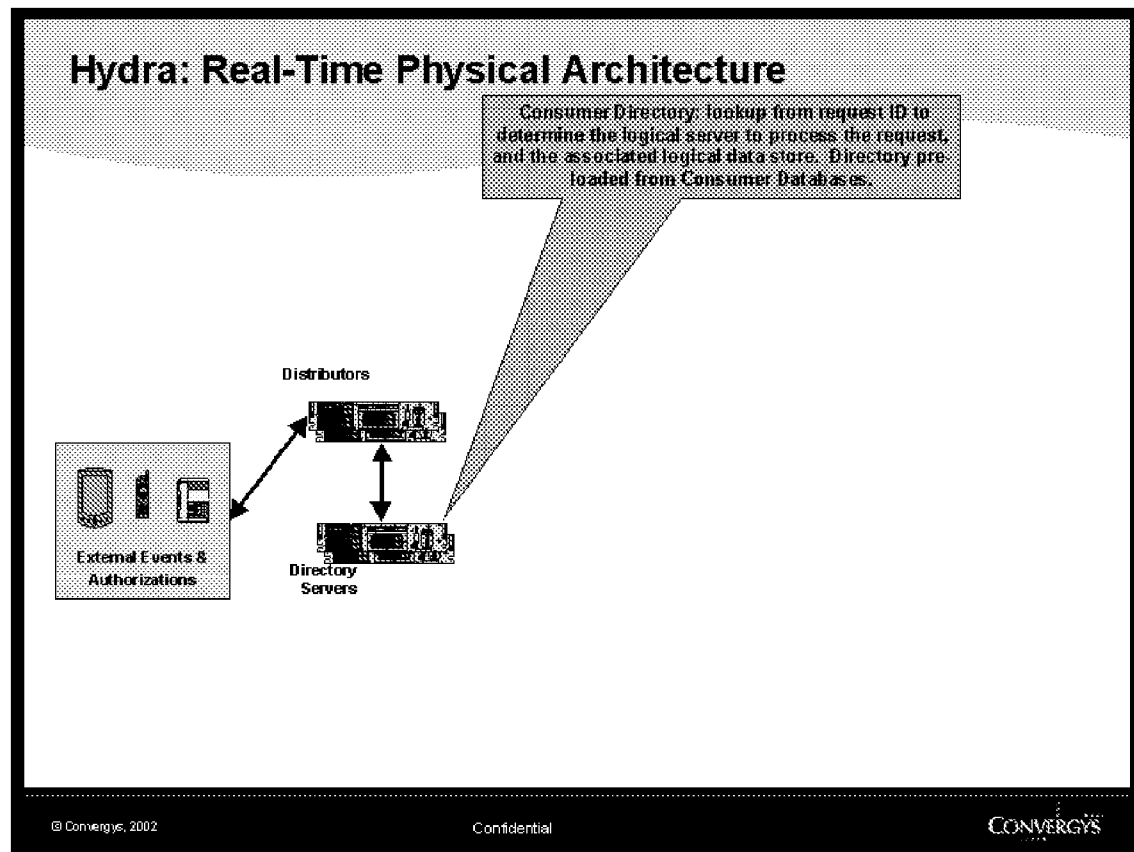 Hydra: Real-Time Physical Architecture
Consumer Directory: lookup from request ID to
determine the logical server to process the request,
and the associated logical data store. Directory pre-
loaded from Consumer Databases.
Distributors
External Events &
Authorizations
Directory
Servers
© Convergys, 2002
Confidential
CONVERGYS